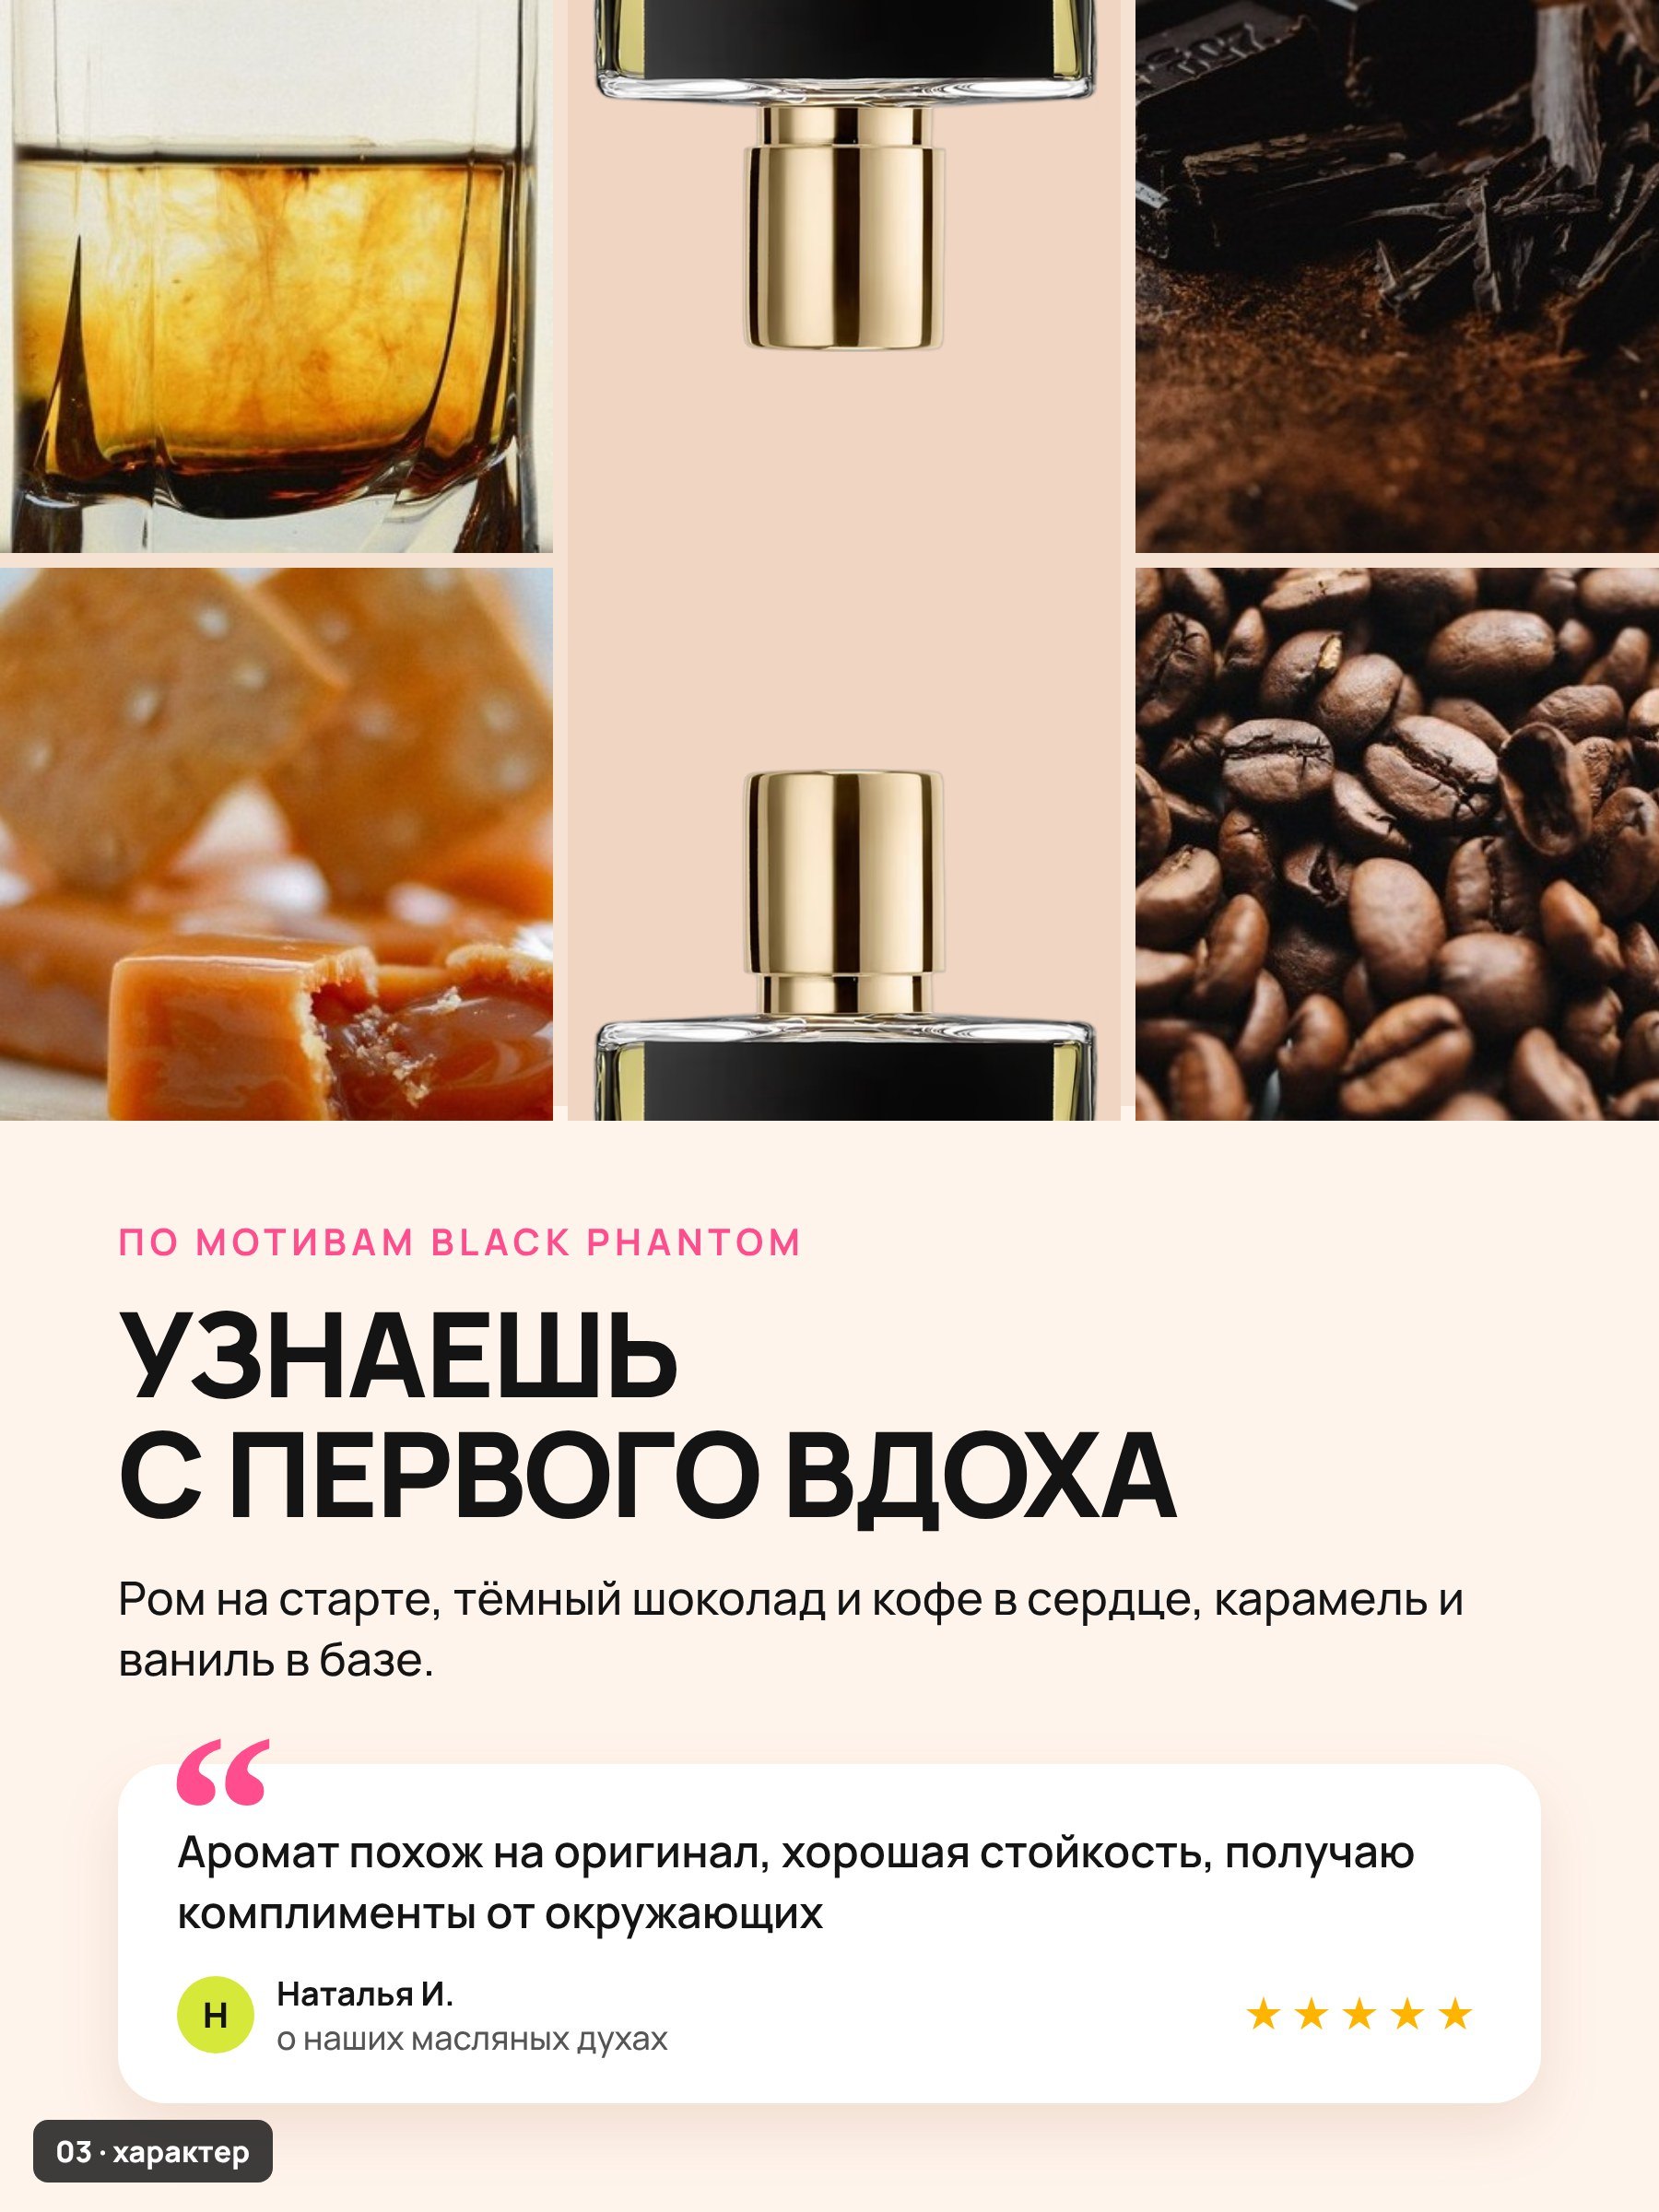 ПО МОТИВАМ BLACK PHANTOM
УЗНАЕШЬ
С ПЕРВОГО ВДОХА
Ром на старте, тёмный шоколад и кофе в сердце, карамель и
ваниль в базе.
“
Аромат похож на оригинал, хорошая стойкость, получаю
комплименты от окружающих
Н
Наталья И.
о наших масляных духах
★★★★★
03 · характер